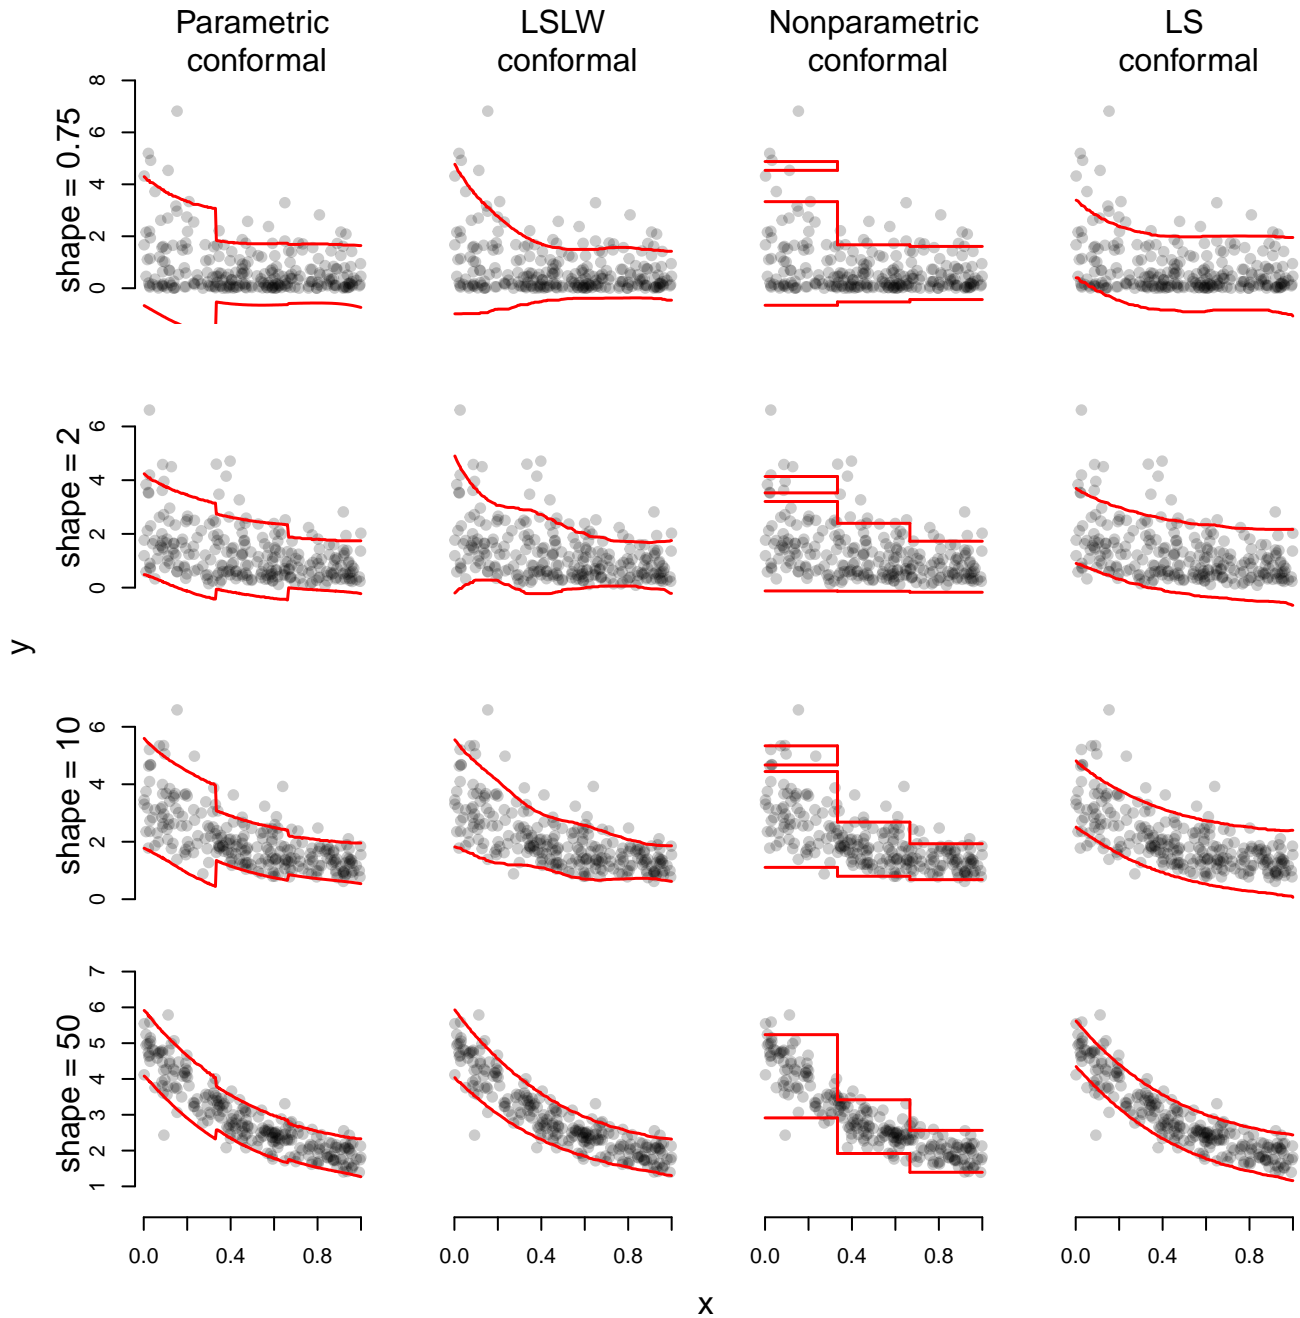 Parametric
conformal
LSLW
conformal
Nonparametric
conformal
LS
conformal
shape = 0.75
0 2 4 6 8
shape = 2
0 2 4 6
shape = 10
0 2 4 6
shape = 50
1 2 3 4 5 6 7
y
0.0 0.4 0.8
0.0 0.4 0.8
0.0 0.4 0.8
0.0 0.4 0.8
x